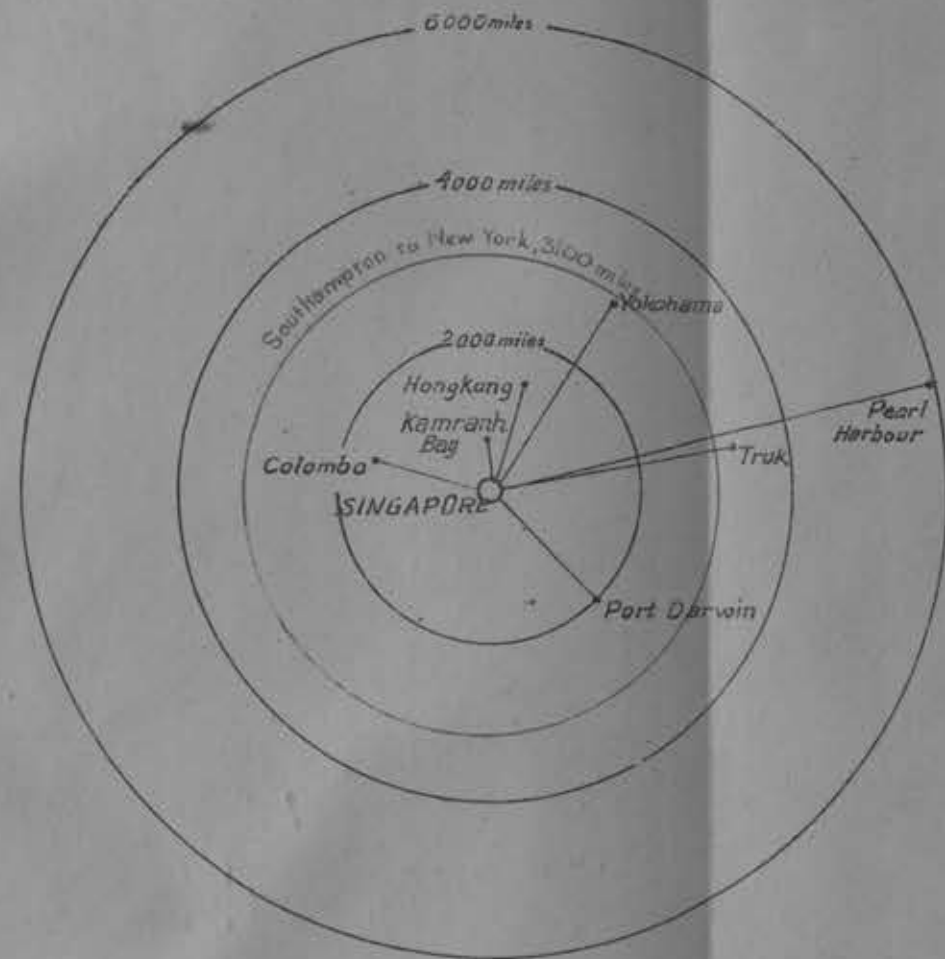 6000 miles
4000 miles
Southampton to New York, 3100 miles
Yokohama
2000 miles
Hongkong
Kamranh
Bay
Pearl
Harbour
Truk
Colombo
SINGAPORE
Port Darwin